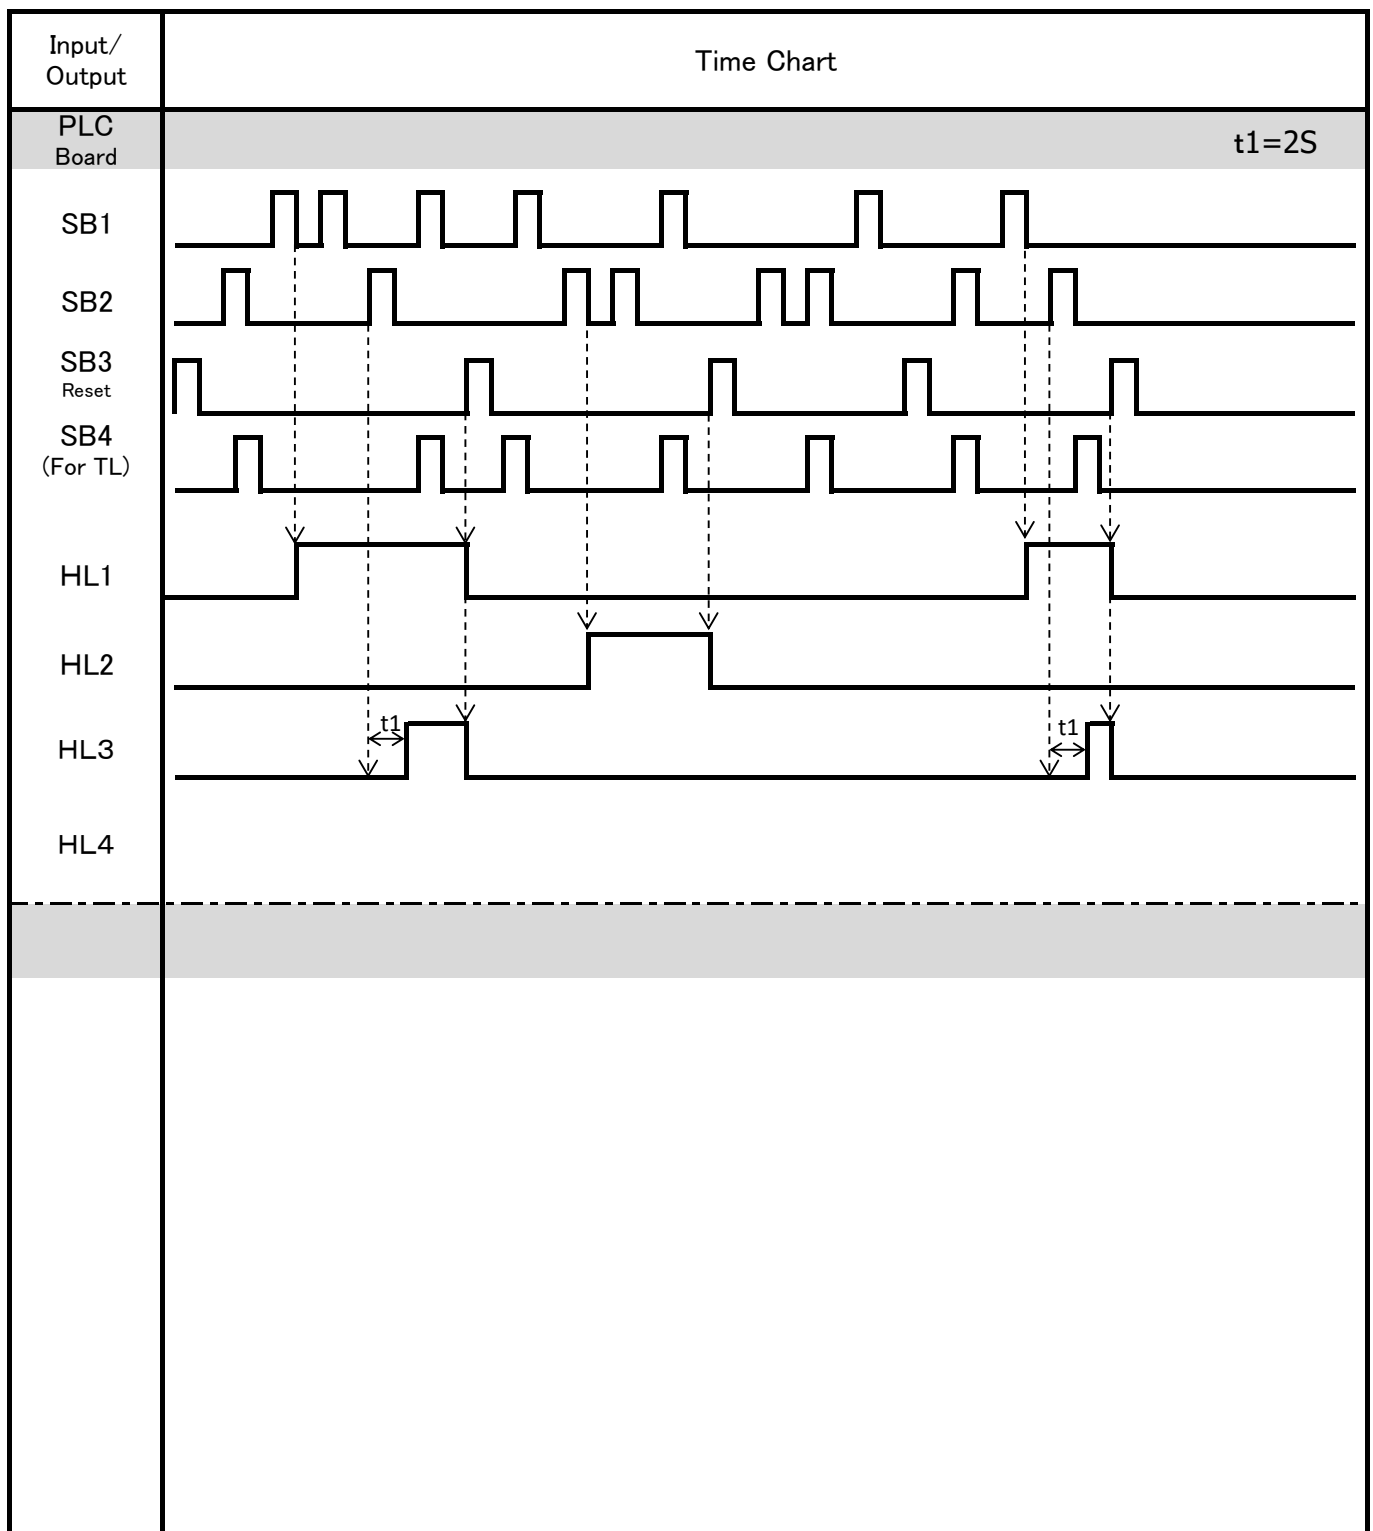 Input/
Output
Time Chart
PLC
Board
t1=2S
SB1
SB2
SB3
Reset
SB4
(For TL)
HL1
HL2
t1
t1
HL3
HL4